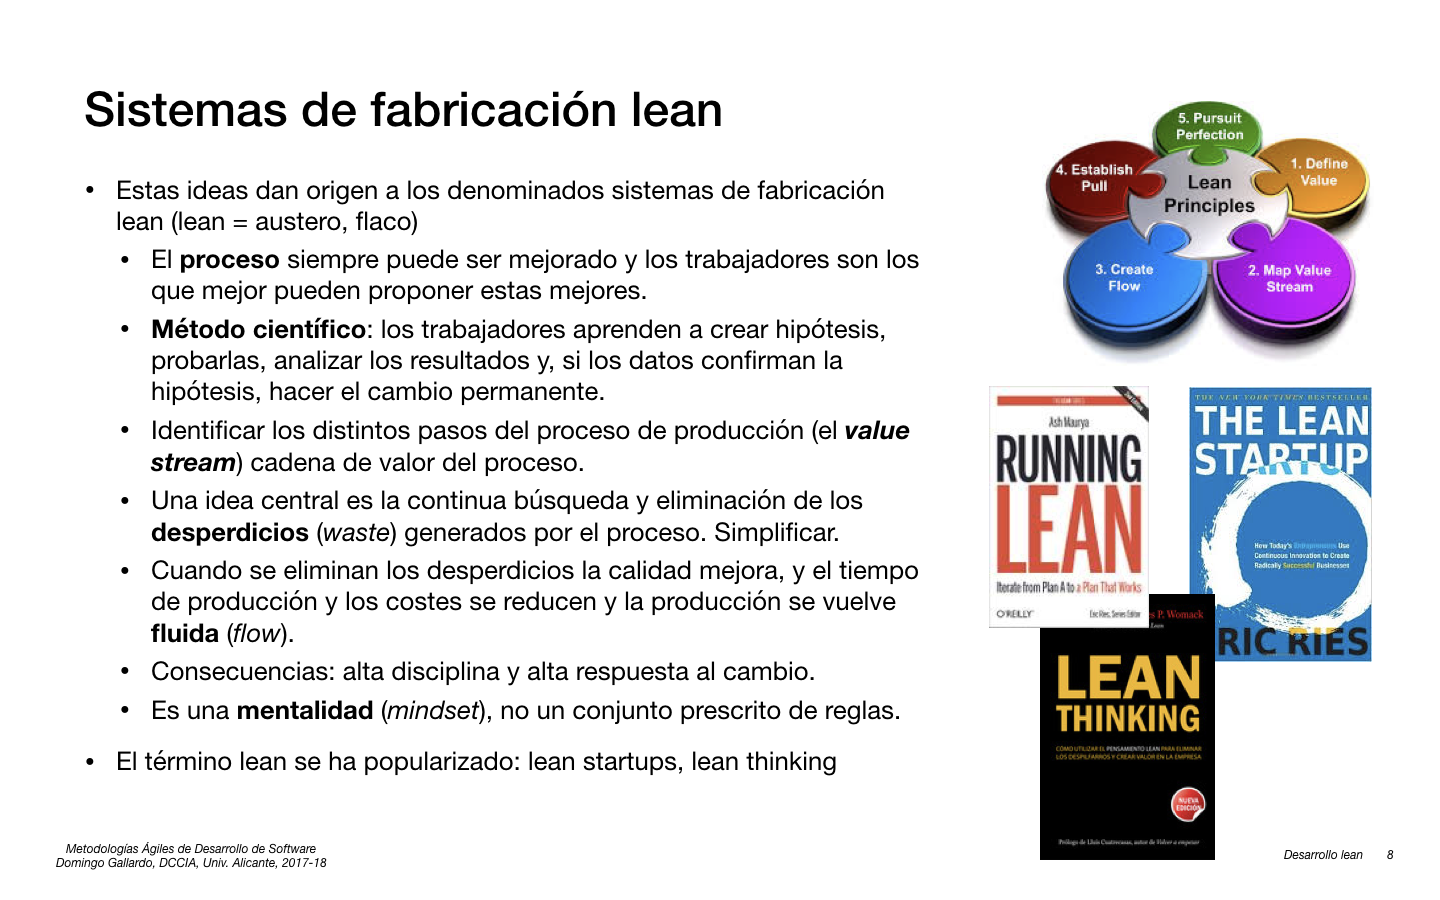 Sistemas de fabricación lean
• Estas ideas dan origen a los denominados sistemas de fabricación
lean (lean = austero, flaco)
• El proceso siempre puede ser mejorado y los trabajadores son los
que mejor pueden proponer estas mejores.
• Método científico: los trabajadores aprenden a crear hipótesis,
probarlas, analizar los resultados y, si los datos confirman la
hipótesis, hacer el cambio permanente.
• Identificar los distintos pasos del proceso de producción (el value
stream) cadena de valor del proceso.
• Una idea central es la continua búsqueda y eliminación de los
desperdicios (waste) generados por el proceso. Simplificar.
• Cuando se eliminan los desperdicios la calidad mejora, y el tiempo
de producción y los costes se reducen y la producción se vuelve
fluida (flow).
• Consecuencias: alta disciplina y alta respuesta al cambio.
• Es una mentalidad (mindset), no un conjunto prescrito de reglas.
• El término lean se ha popularizado: lean startups, lean thinking
5. Pursuit
Perfection
4. Establish
Pull
Lean
Principles
1. Define
Value
3. Create
Flow
2. Map Value
Stream
Ash Maurya
RUNNING
LEAN
Iterate from Plan A to a Plan That Works
O'REILLY
Eric Ries, Series Editor
THE NEW YORK TIMES BESTSELLER
THE LEAN
STARTUP
How Today's Entrepreneurs Use
Continuous Innovation to Create
Radically Successful Businesses
RIC RIES
s P. Womack
LEAN
THINKING
CÓMO UTILIZAR EL PENSAMIENTO LEAN PARA ELIMINAR
LOS DESPILFARROS Y CREAR VALOR EN LA EMPRESA
NUEVA
EDICIÓN
Prólogo de Lluís Cuatrecasas, autor de Volver a empezar
Metodologías Ágiles de Desarrollo de Software
Domingo Gallardo, DCCIA, Univ. Alicante, 2017-18
Desarrollo lean 8